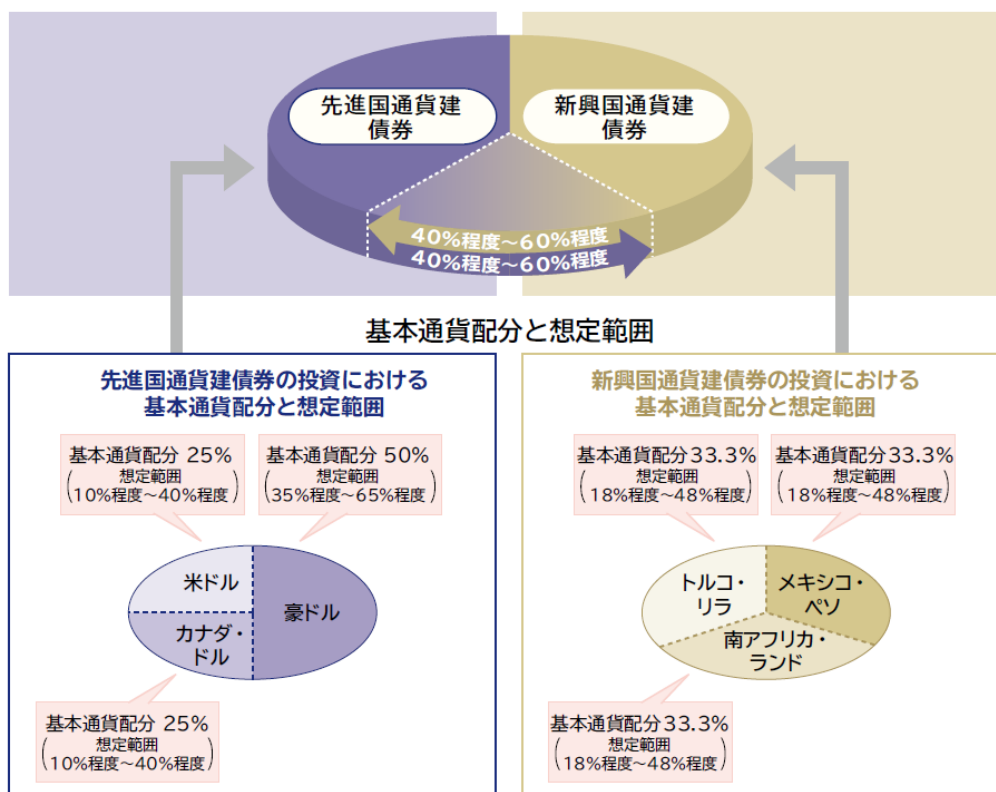 先進国通貨建
債券
新興国通貨建
債券
40%程度～60%程度
40%程度～60%程度
基本通貨配分と想定範囲
先進国通貨建債券の投資における
基本通貨配分と想定範囲
基本通貨配分 25%
想定範囲
(10%程度～40%程度)
基本通貨配分 50%
想定範囲
(35%程度～65%程度)
米ドル
豪ドル
カナダ・
ドル
基本通貨配分 25%
想定範囲
(10%程度～40%程度)
新興国通貨建債券の投資における
基本通貨配分と想定範囲
基本通貨配分33.3%
想定範囲
(18%程度～48%程度)
基本通貨配分33.3%
想定範囲
(18%程度～48%程度)
トルコ・
リラ
メキシコ・
ペソ
南アフリカ・
ランド
基本通貨配分33.3%
想定範囲
(18%程度～48%程度)